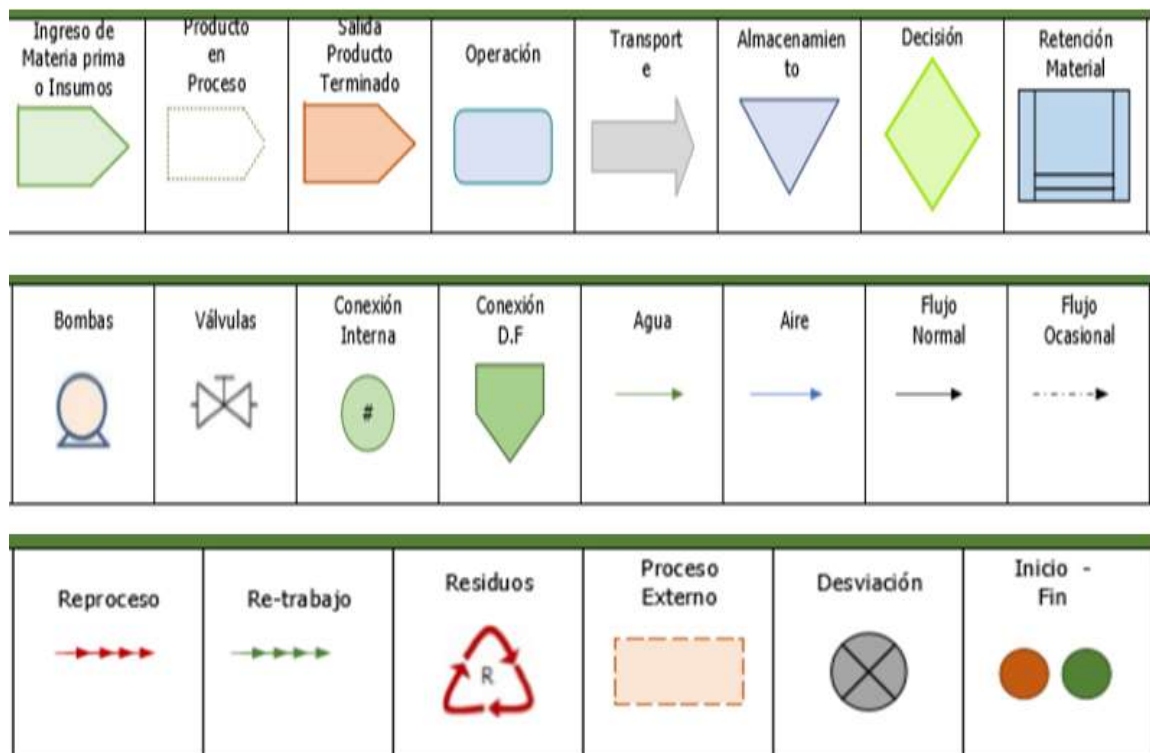 Ingreso de
Materia prima
o Insumos
Producto
en
Proceso
Salida
Producto
Terminado
Operación
Transport
e
Almacenamien
to
Decisión
Retención
Material
Bombas
Válvulas
Conexión
Interna
#
Conexión
D.F
Agua
Aire
Flujo
Normal
Flujo
Ocasional
Reproceso
Re-trabajo
Residuos
R
Proceso
Externo
Desviación
Inicio -
Fin